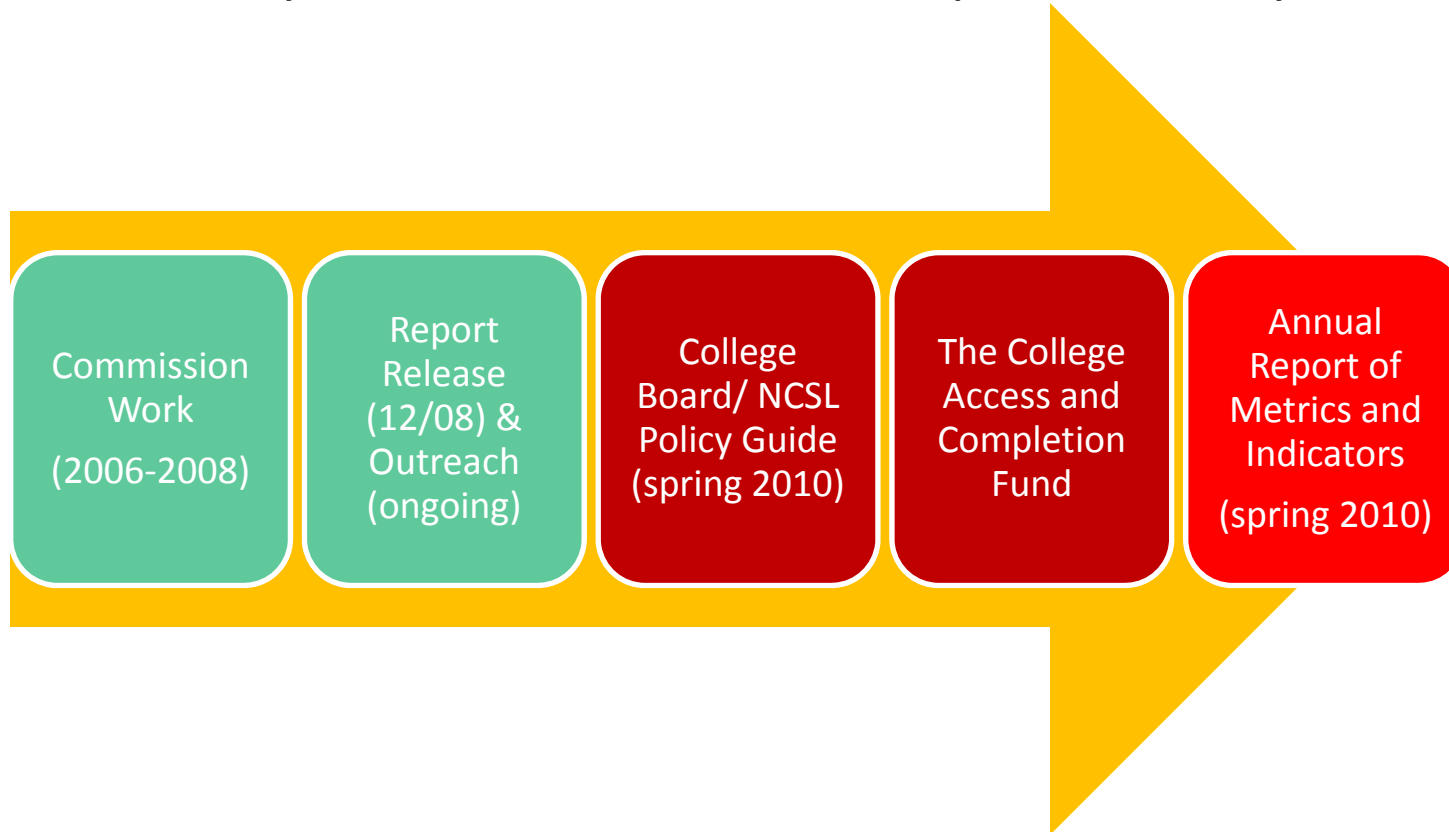 Commission
Work
(2006-2008)
Report
Release
(12/08) &
Outreach
(ongoing)
College
Board/ NCSL
Policy Guide
(spring 2010)
The College
Access and
Completion
Fund
Annual
Report of
Metrics and
Indicators
(spring 2010)